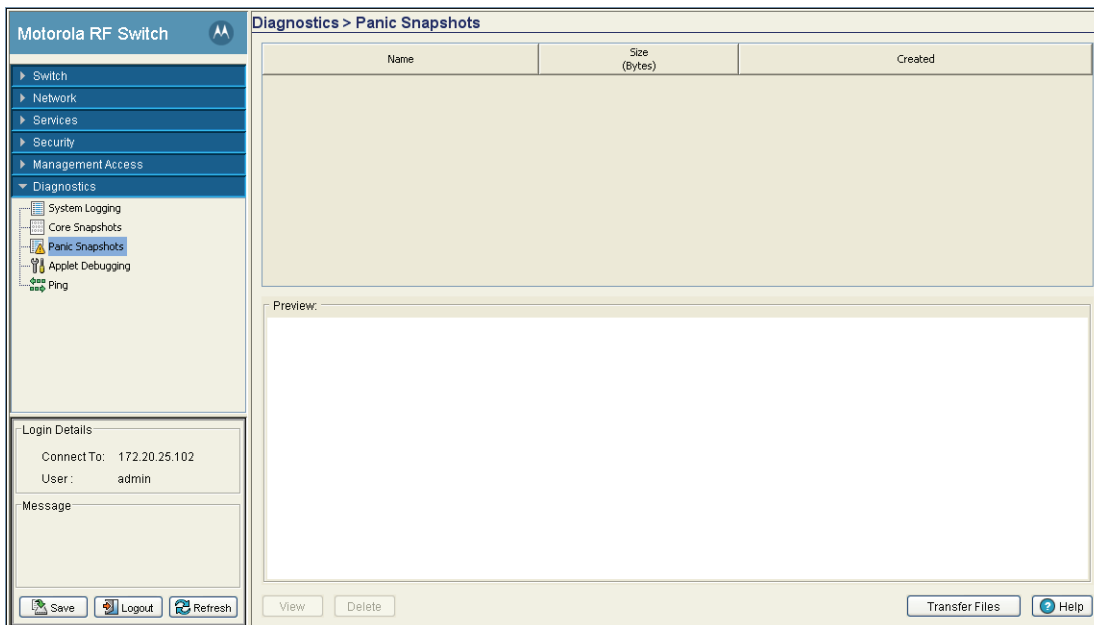 Motorola RF Switch
Switch
Network
Services
Security
Management Access
Diagnostics
System Logging
Core Snapshots
Panic Snapshots
Applet Debugging
Ping
Login Details
Connect To: 172.20.25.102
User : admin
Message
Save Logout Refresh
Diagnostics > Panic Snapshots
Name Size (Bytes) Created
Preview:
View Delete Transfer Files ? Help